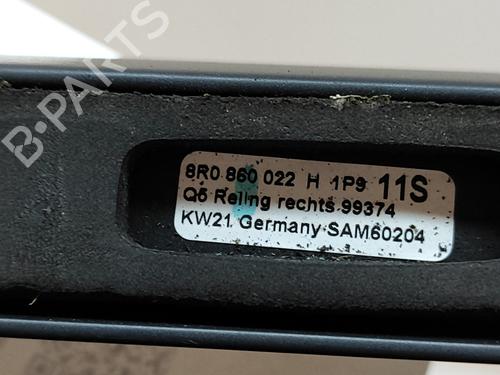 B-PARTS
8R0 860 022 H 1P9 11S
Q5 Reling rechts 99374
KW21 Germany SAM60204